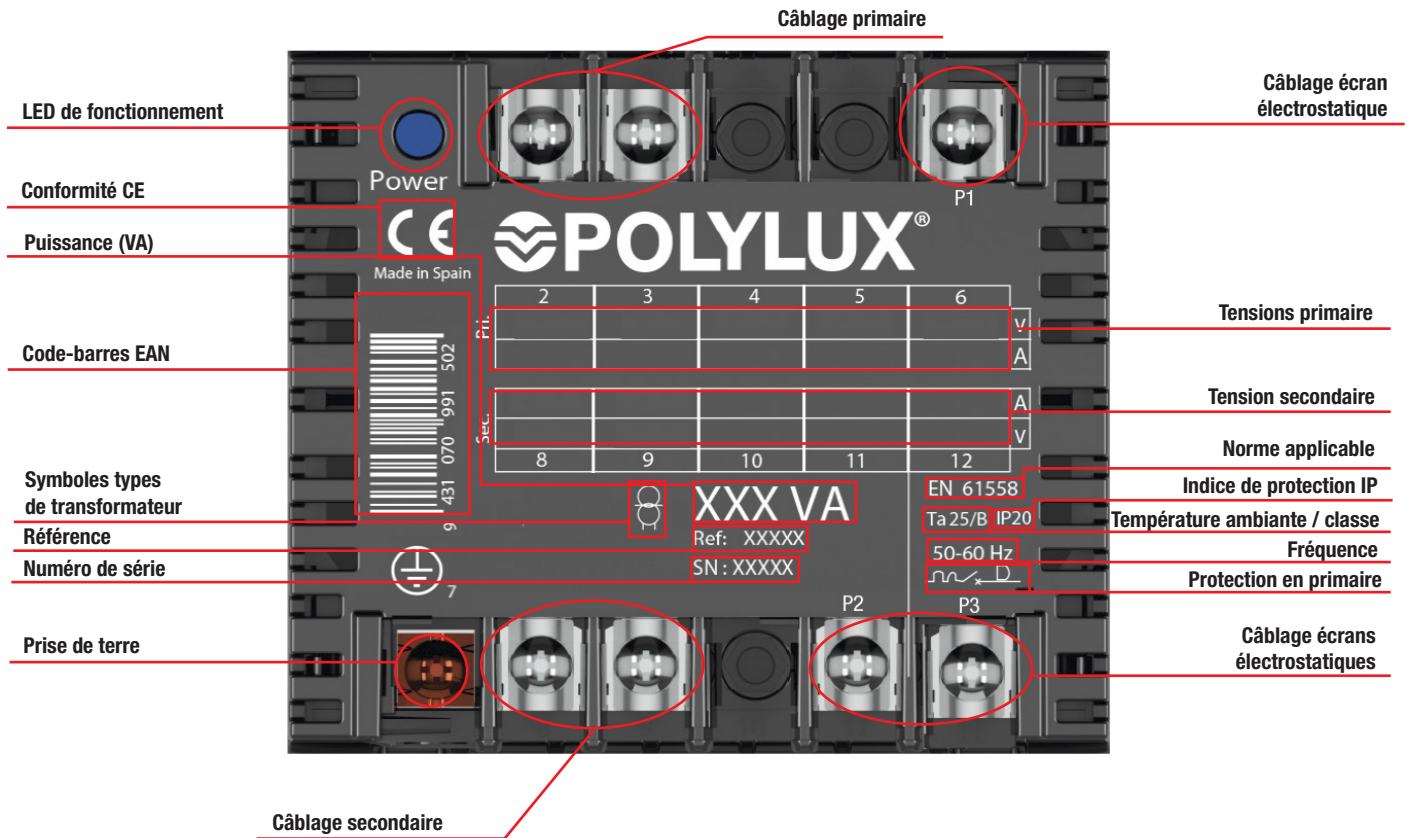 Câblage primaire
LED de fonctionnement
Câblage écran
électrostatique
Power
P1
Conformité CE
CE
Puissance (VA)
POLYLUX®
Made in Spain
2 3 4 5 6
Pri. V
A
Tensions primaire
Code-barres EAN
9 431 070 991 502
Sec. A
V
Tension secondaire
8 9 10 11 12
Norme applicable
EN 61558
Symboles types
de transformateur
XXX VA
Indice de protection IP
Ta 25/B IP20
Température ambiante / classe
Référence
Ref: XXXXX
50-60 Hz
Fréquence
Numéro de série
SN : XXXXX
D
Protection en primaire
7
P2 P3
Prise de terre
Câblage écrans
électrostatiques
Câblage secondaire